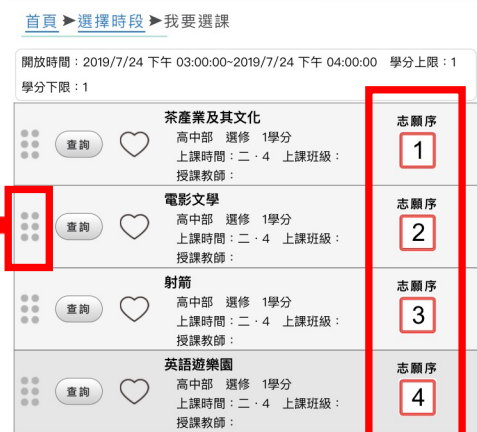 首頁➤選擇時段➤我要選課
開放時間：2019/7/24 下午 03:00:00~2019/7/24 下午 04:00:00　學分上限：1
學分下限：1
查詢
茶產業及其文化
高中部　選修　1學分
上課時間：二‧4　上課班級：
授課教師：
志願序
1
查詢
電影文學
高中部　選修　1學分
上課時間：二‧4　上課班級：
授課教師：
志願序
2
查詢
射箭
高中部　選修　1學分
上課時間：二‧4　上課班級：
授課教師：
志願序
3
查詢
英語遊樂園
高中部　選修　1學分
上課時間：二‧4　上課班級：
授課教師：
志願序
4